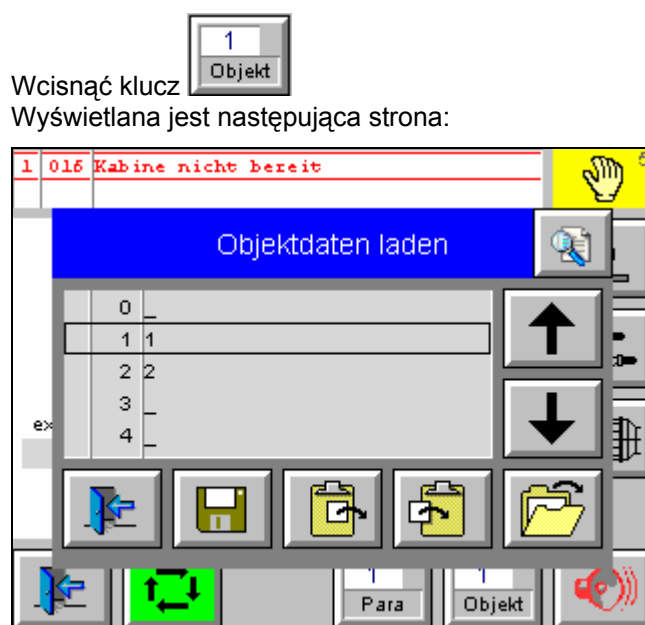 1
Wcisnąć klucz Objekt
Wyświetlana jest następująca strona:
1 016 Kabine nicht bereit
Objektdaten laden
0 _
1 1
2 2
3 _
4 _
ex
1 1
Para Objekt